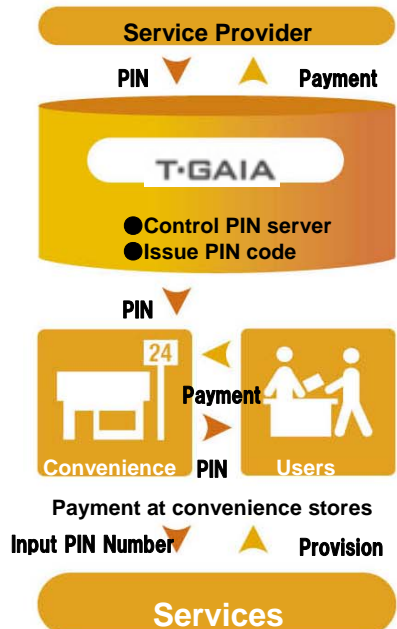 Service Provider
PIN
Payment
T·GAIA
●Control PIN server
●Issue PIN code
PIN
24
Payment
Convenience
PIN
Users
Payment at convenience stores
Input PIN Number
Provision
Services